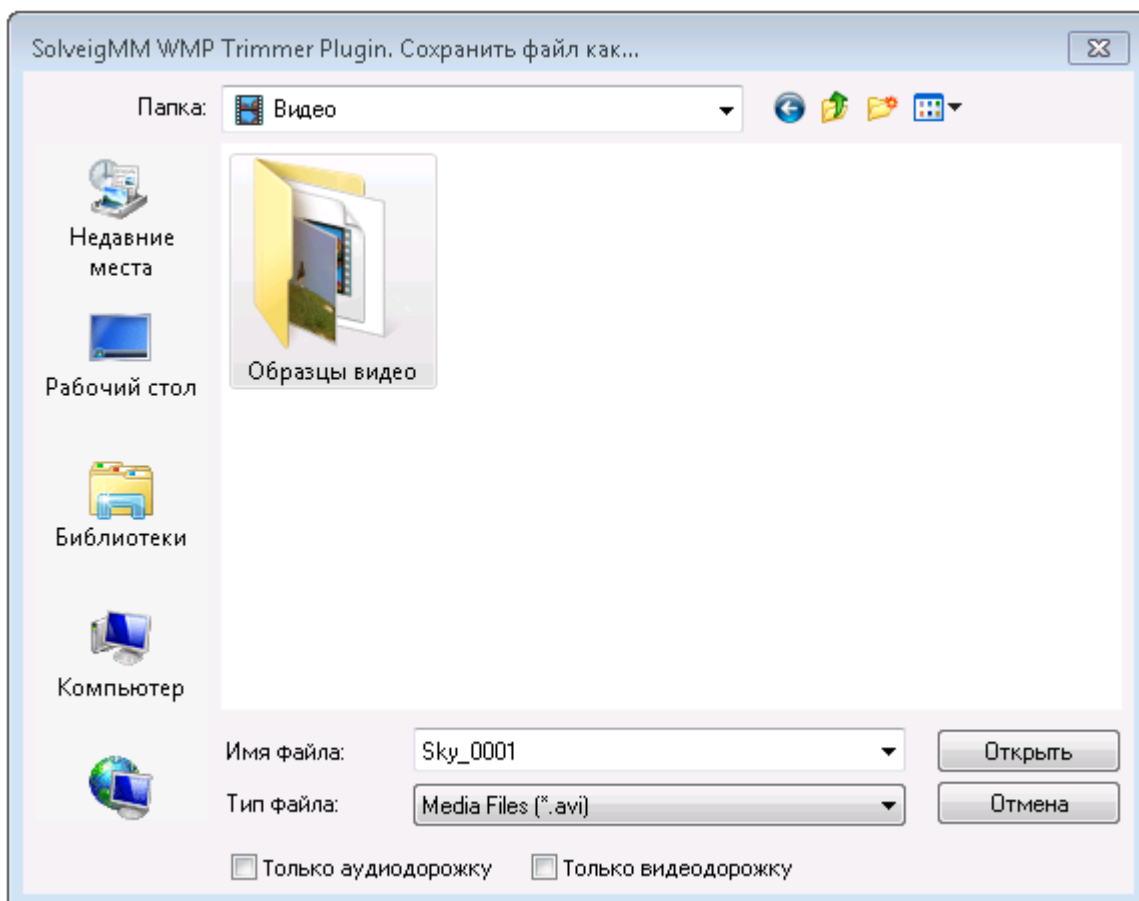 SolveigMM WMP Trimmer Plugin. Сохранить файл как...
Папка:
Видео
Недавние
места
Рабочий стол
Библиотеки
Компьютер
Образцы видео
Имя файла:
Sky_0001
Открыть
Тип файла:
Media Files (*.avi)
Отмена
Только аудиодорожку
Только видеодорожку